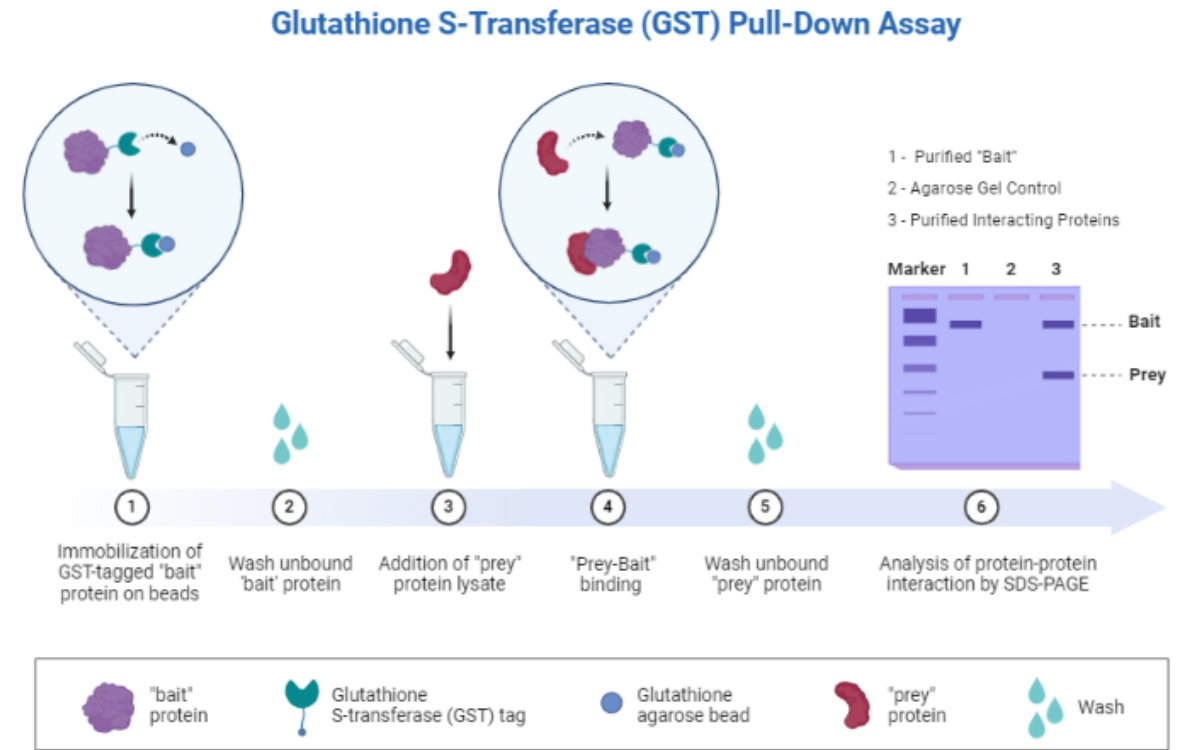 Glutathione S-Transferase (GST) Pull-Down Assay
1 - Purified "Bait"
2 - Agarose Gel Control
3 - Purified Interacting Proteins
Marker 1 2 3
Bait
Prey
1
Immobilization of
GST-tagged "bait"
protein on beads
2
Wash unbound
'bait' protein
3
Addition of "prey"
protein lysate
4
"Prey-Bait"
binding
5
Wash unbound
"prey" protein
6
Analysis of protein-protein
interaction by SDS-PAGE
"bait"
protein
Glutathione
S-transferase (GST) tag
Glutathione
agarose bead
"prey"
protein
Wash